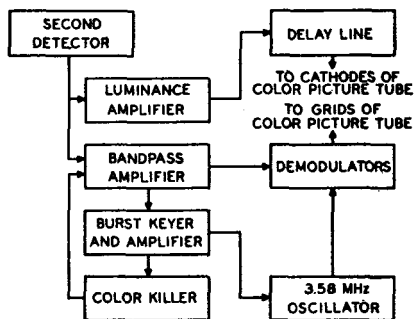 SECOND
DETECTOR
DELAY LINE
TO CATHODES OF
COLOR PICTURE TUBE
TO GRIDS OF
COLOR PICTURE TUBE
LUMINANCE
AMPLIFIER
BANDPASS
AMPLIFIER
DEMODULATORS
BURST KEYER
AND AMPLIFIER
COLOR KILLER
3.58 MHz
OSCILLATOR